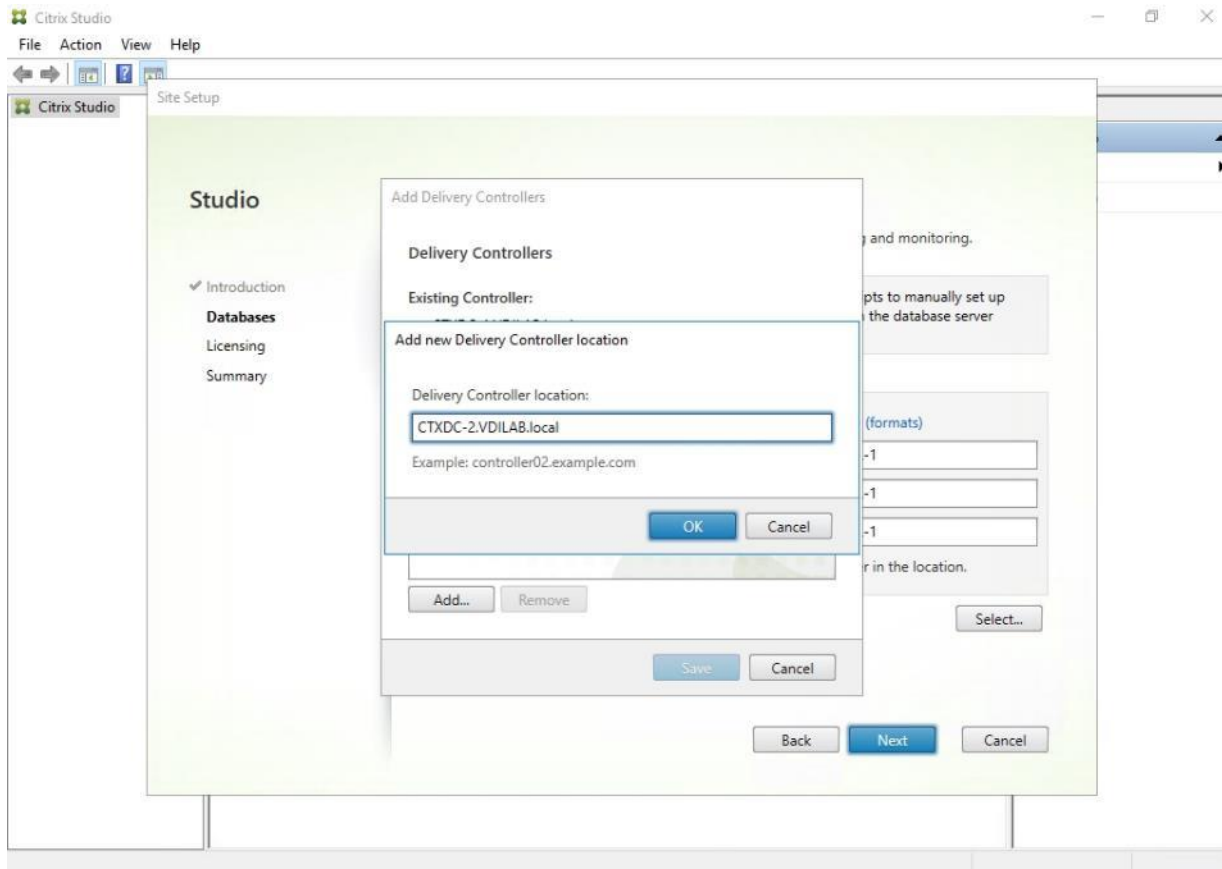 Citrix Studio
File Action View Help
Citrix Studio
Site Setup
Studio
Introduction
Databases
Licensing
Summary
Add Delivery Controllers
Delivery Controllers
Existing Controller:
Add new Delivery Controller location
Delivery Controller location:
CTXDC-2.VDILAB.local
Example: controller02.example.com
OK Cancel
Add... Remove
Save Cancel
and monitoring.
pts to manually set up
the database server
(formats)
-1
-1
-1
r in the location.
Select...
Back Next Cancel